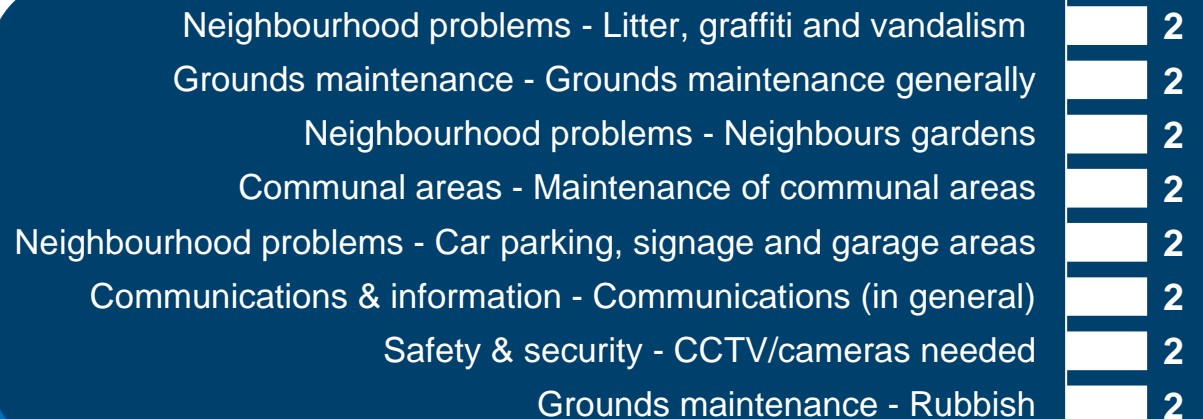 Neighbourhood problems - Litter, graffiti and vandalism 2
Grounds maintenance - Grounds maintenance generally 2
Neighbourhood problems - Neighbours gardens 2
Communal areas - Maintenance of communal areas 2
Neighbourhood problems - Car parking, signage and garage areas 2
Communications & information - Communications (in general) 2
Safety & security - CCTV/cameras needed 2
Grounds maintenance - Rubbish 2